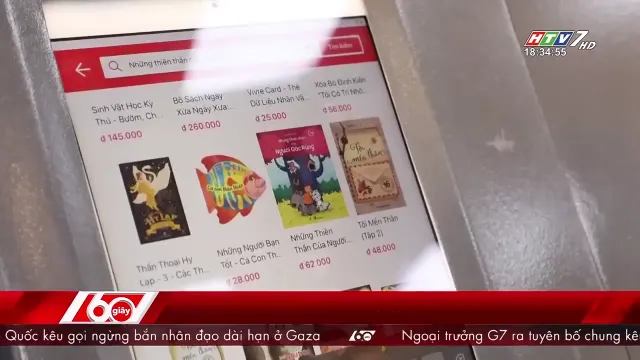 HTV7 HD
18:34:55
Những thiên thần c
Tìm kiếm
Sinh Vật Học Kỳ Thú - Bướm, Ch...
đ 145.000
Bộ Sách Ngày Xửa Ngày Xưa...
đ 260.000
Vivre Card - Thẻ Dữ Liệu Nhân Vậ...
đ 25.000
Xóa Bỏ Định Kiến "Tôi Có Trí Nhớ...
đ 56.000
Thần Thoại Hy Lạp - 3 - Các Th...
Những Người Bạn Tốt - Cá Con Th...
đ 28.000
Những Thiên Thần Của Người...
đ 62.000
Tôi Mến Thân (Tập 2)
đ 48.000
60 giây
Quốc kêu gọi ngừng bắn nhân đạo dài hạn ở Gaza
60
Ngoại trưởng G7 ra tuyên bố chung kê